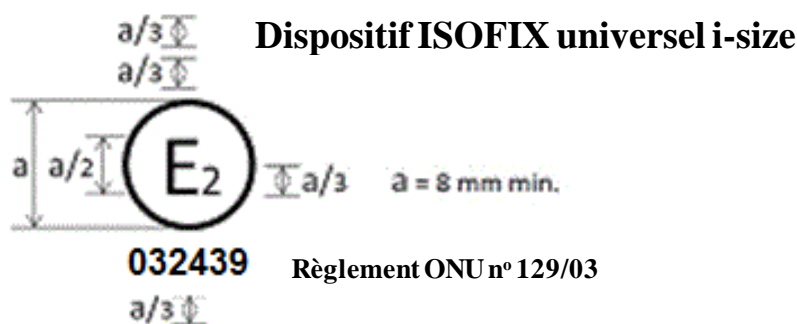 a/3 Dispositif ISOFIX universel i-size
a/3
a a/2 E2 a/3 a = 8 mm min.
032439 Règlement ONU nº 129/03
a/3